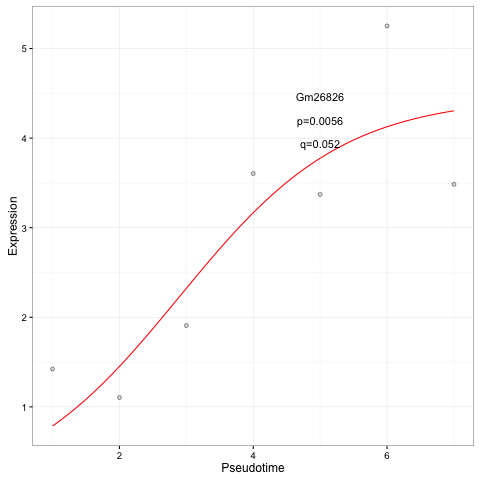 Gm26826
p=0.0056
q=0.052
5
4
3
2
1
Expression
2 4 6
Pseudotime